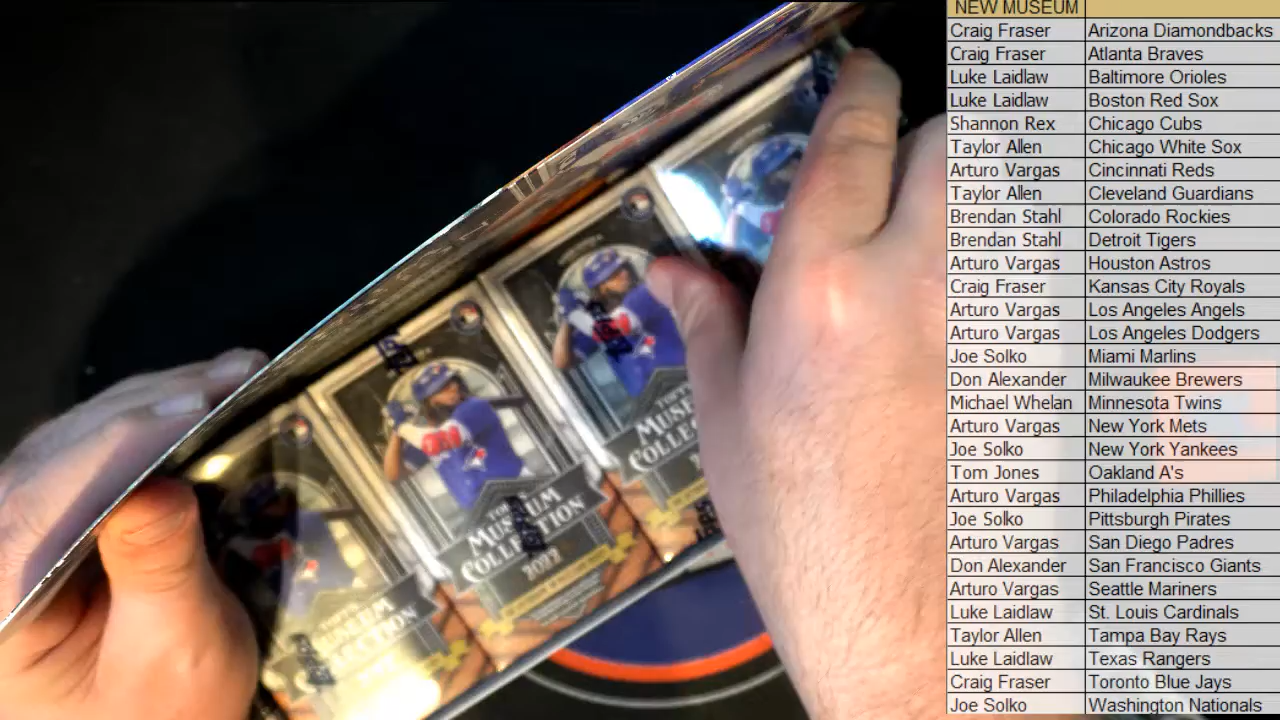 NEW MUSEUM
Craig Fraser Arizona Diamondbacks
Craig Fraser Atlanta Braves
Luke Laidlaw Baltimore Orioles
Luke Laidlaw Boston Red Sox
Shannon Rex Chicago Cubs
Taylor Allen Chicago White Sox
Arturo Vargas Cincinnati Reds
Taylor Allen Cleveland Guardians
Brendan Stahl Colorado Rockies
Brendan Stahl Detroit Tigers
Arturo Vargas Houston Astros
Craig Fraser Kansas City Royals
Arturo Vargas Los Angeles Angels
Arturo Vargas Los Angeles Dodgers
Joe Solko Miami Marlins
Don Alexander Milwaukee Brewers
Michael Whelan Minnesota Twins
Arturo Vargas New York Mets
Joe Solko New York Yankees
Tom Jones Oakland A's
Arturo Vargas Philadelphia Phillies
Joe Solko Pittsburgh Pirates
Arturo Vargas San Diego Padres
Don Alexander San Francisco Giants
Arturo Vargas Seattle Mariners
Luke Laidlaw St. Louis Cardinals
Taylor Allen Tampa Bay Rays
Luke Laidlaw Texas Rangers
Craig Fraser Toronto Blue Jays
Joe Solko Washington Nationals
MUSEUM
COLLECTION
2022